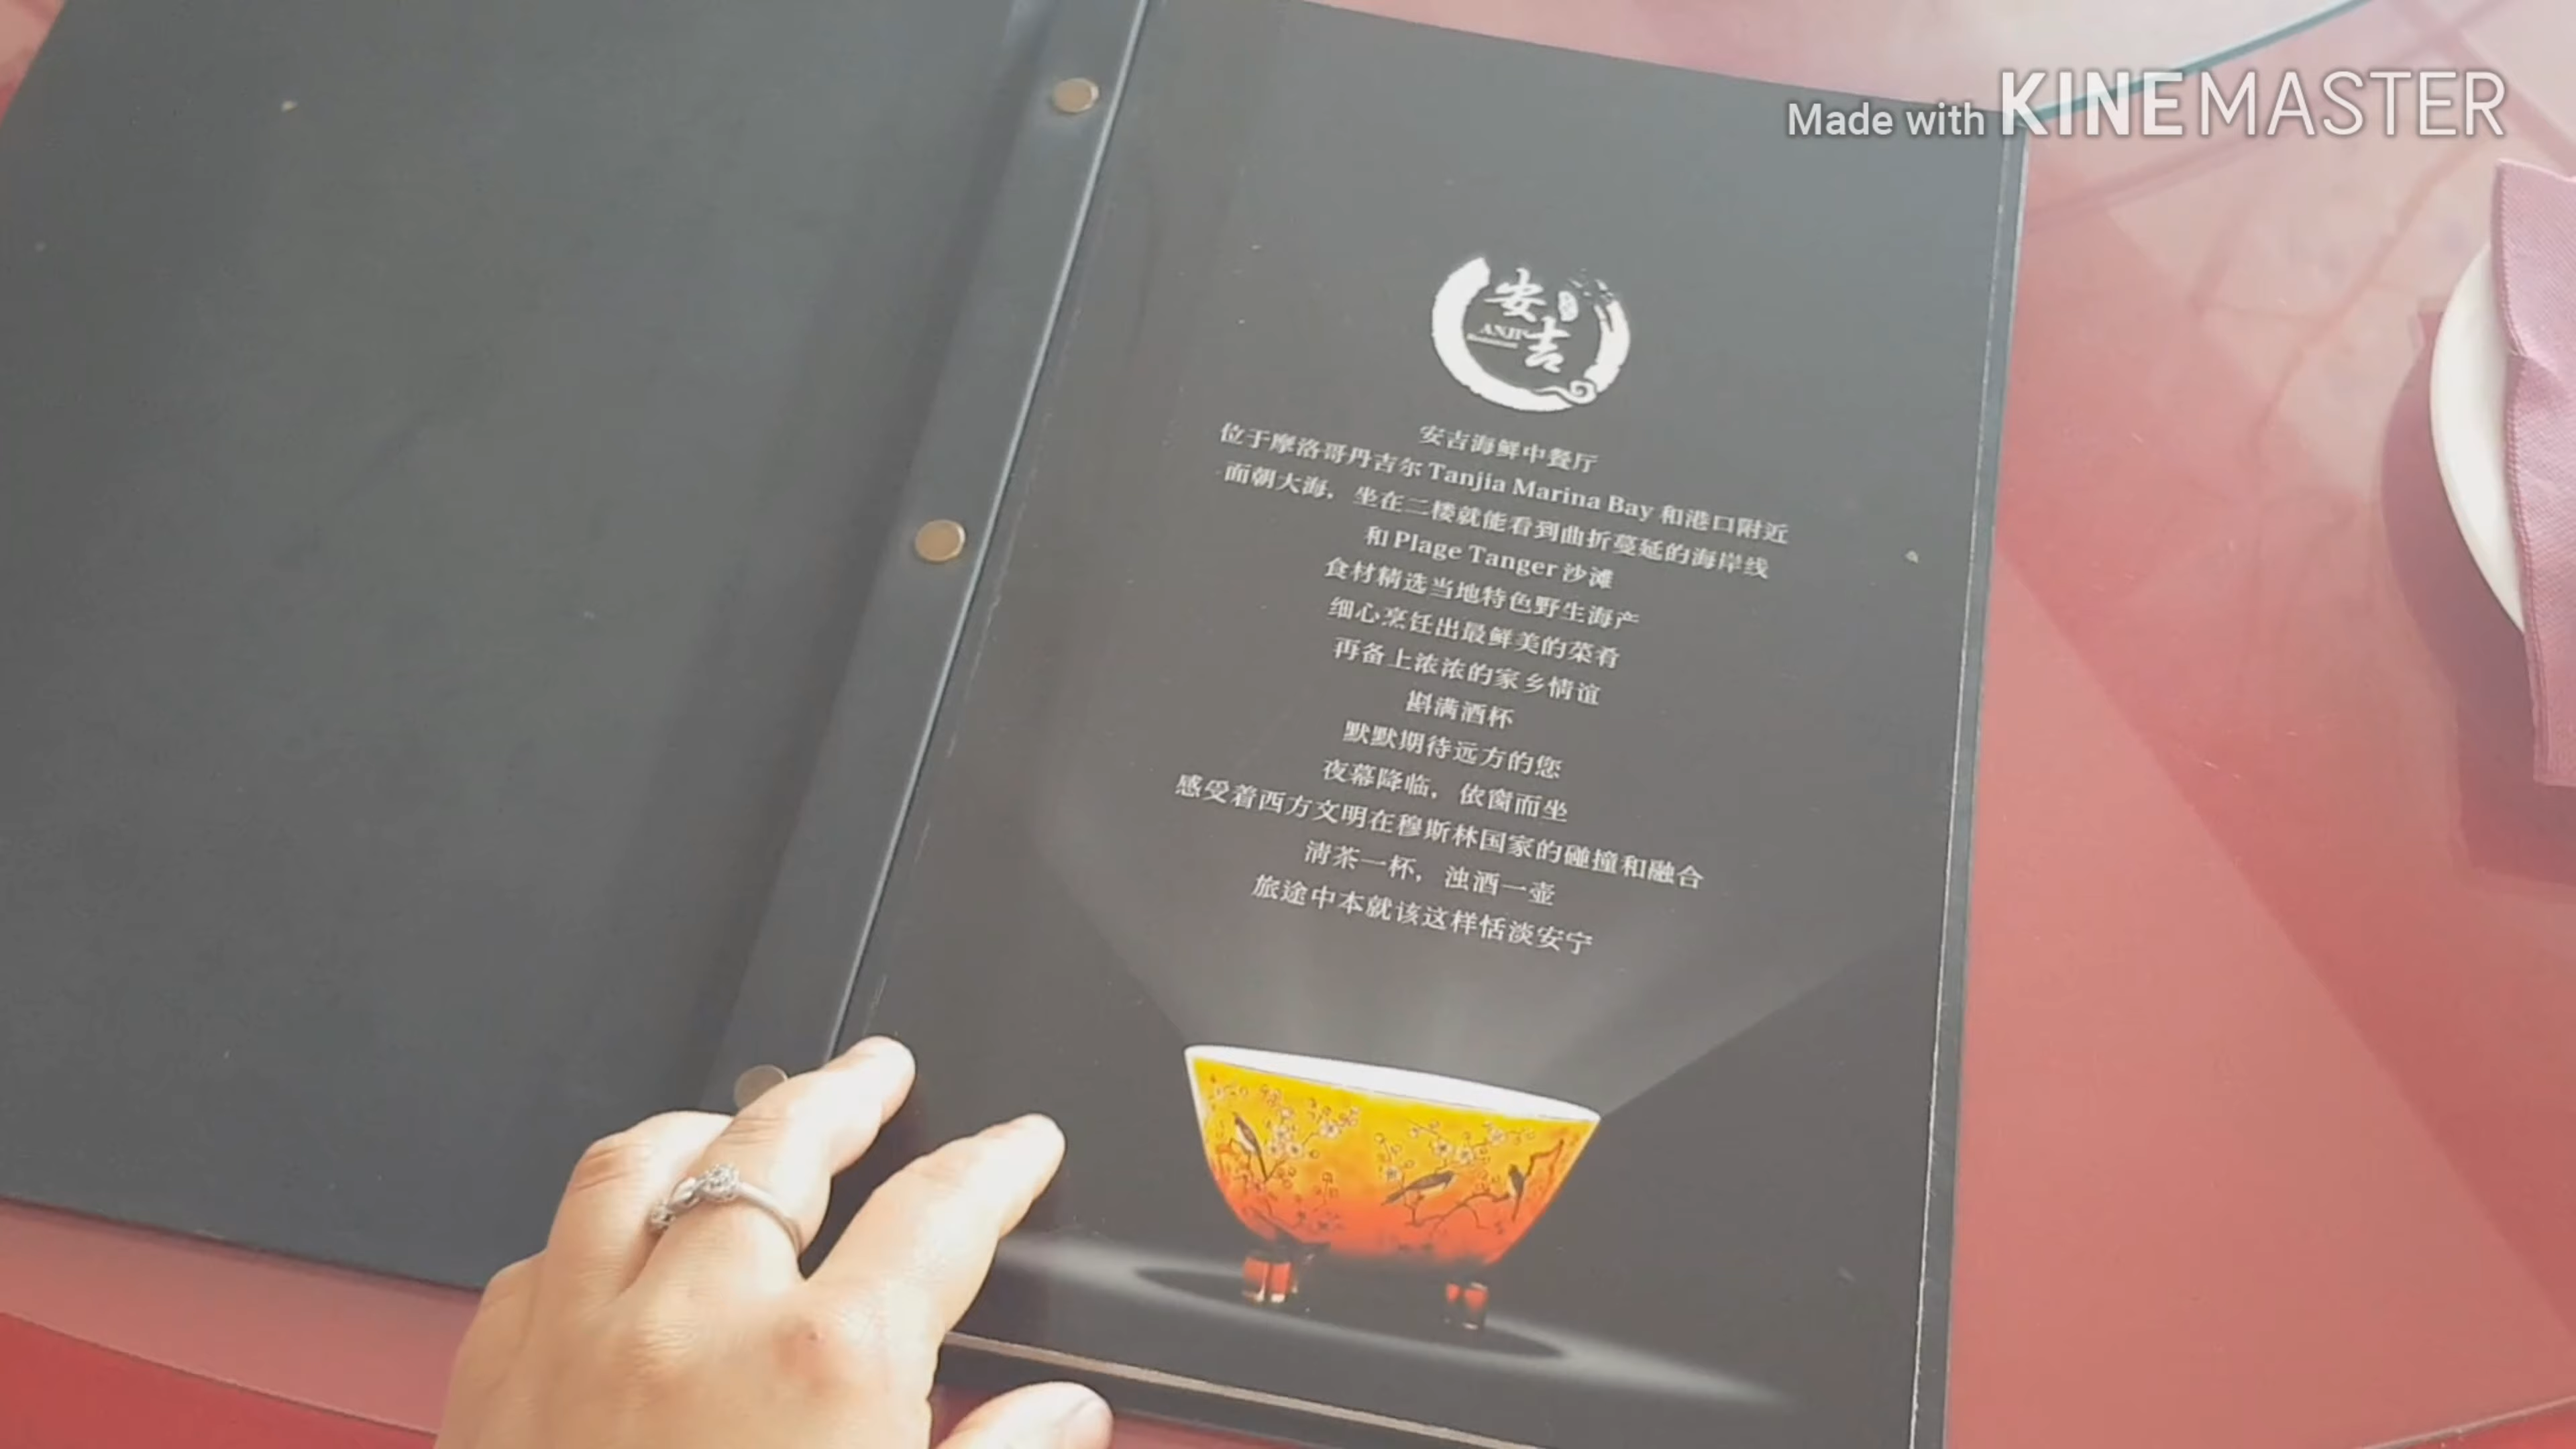 Made with KINEMASTER
安吉
ANJI
安吉海鲜中餐厅
位于摩洛哥丹吉尔 Tanjia Marina Bay 和港口附近
面朝大海，坐在二楼就能看到曲折蔓延的海岸线
和 Plage Tanger 沙滩
食材精选当地特色野生海产
细心烹饪出最鲜美的菜肴
再备上浓浓的家乡情谊
斟满酒杯
默默期待远方的您
夜幕降临，依窗而坐
感受着西方文明在穆斯林国家的碰撞和融合
清茶一杯，浊酒一壶
旅途中本就该这样恬淡安宁